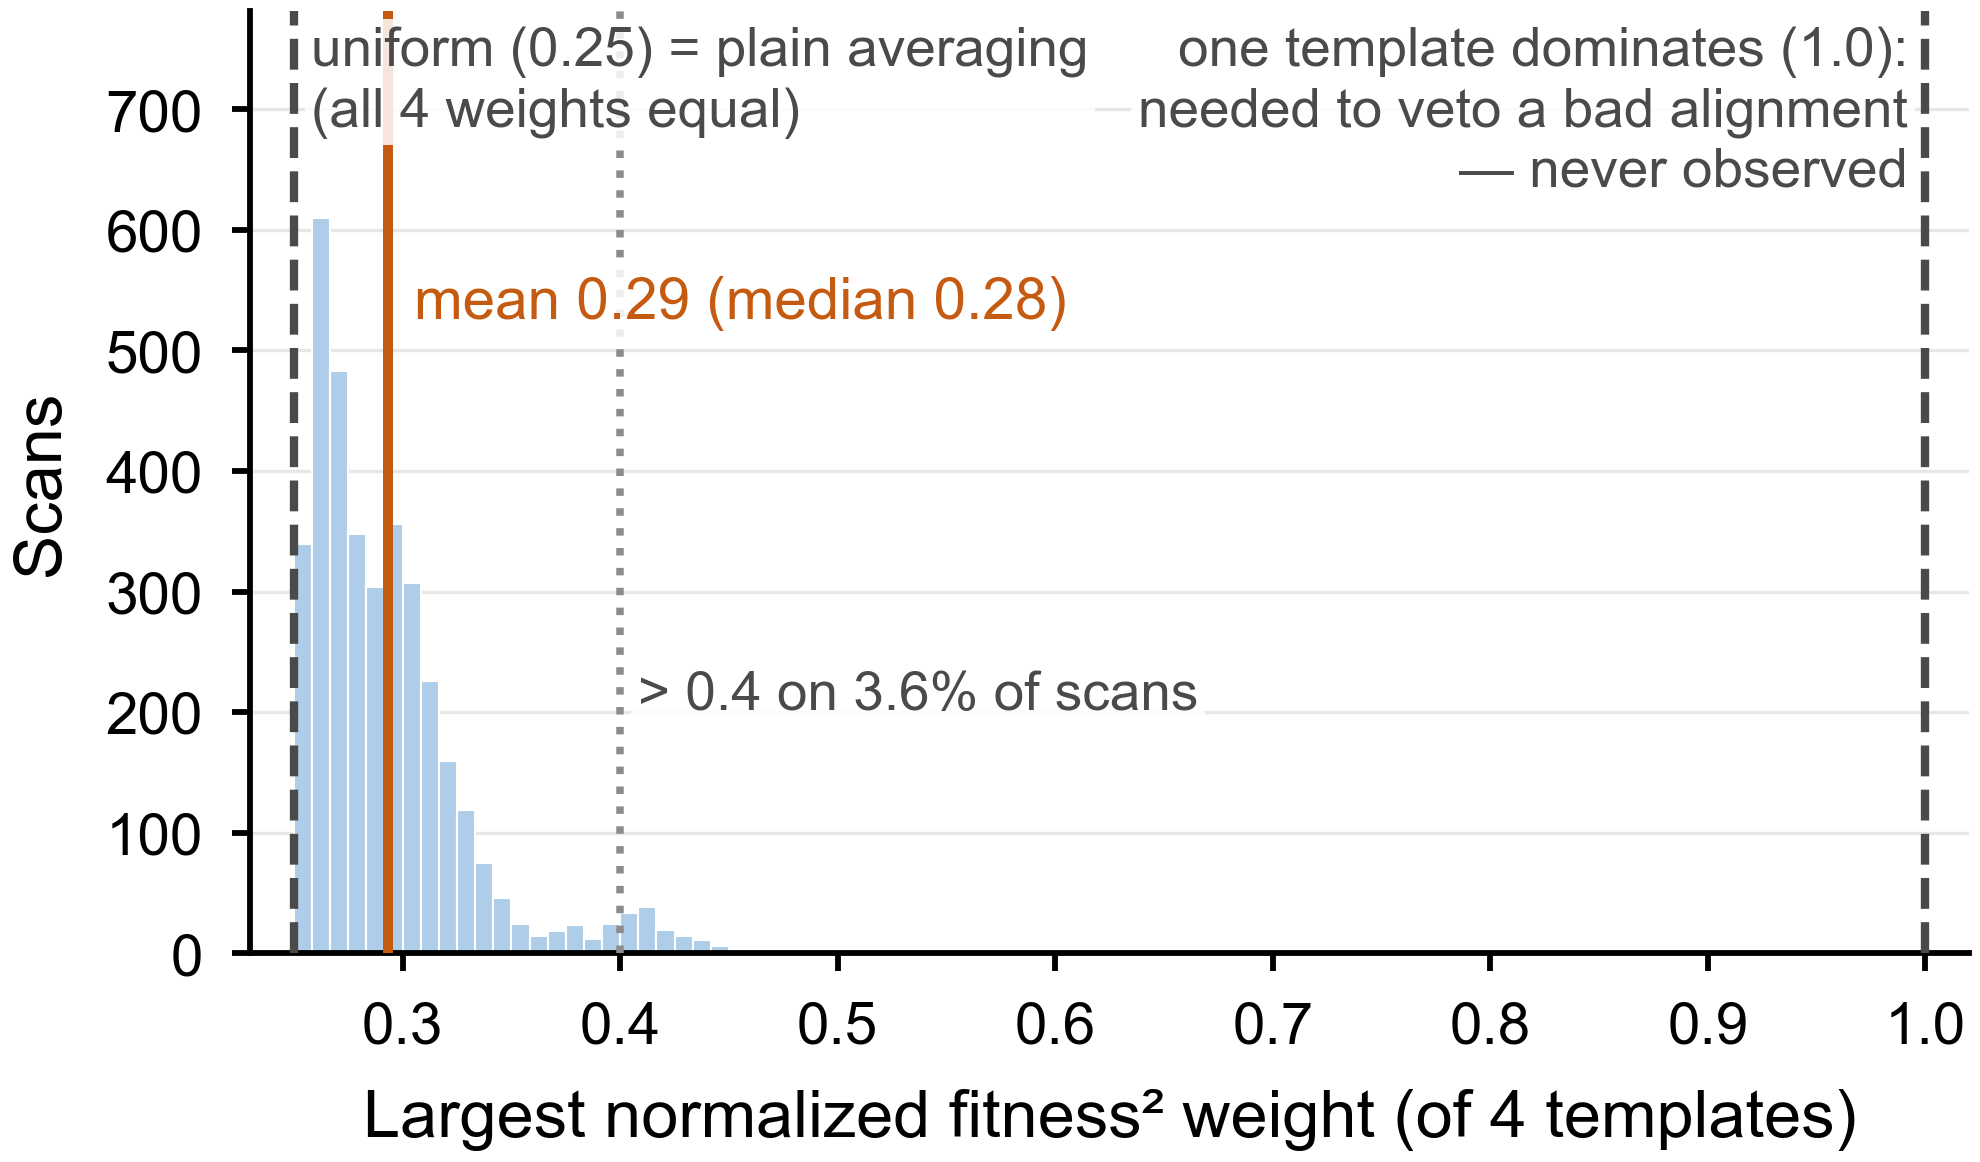 uniform (0.25) = plain averaging
(all 4 weights equal)
one template dominates (1.0):
needed to veto a bad alignment
— never observed
mean 0.29 (median 0.28)
> 0.4 on 3.6% of scans
Scans
700
600
500
400
300
200
100
0
0.3 0.4 0.5 0.6 0.7 0.8 0.9 1.0
Largest normalized fitness² weight (of 4 templates)